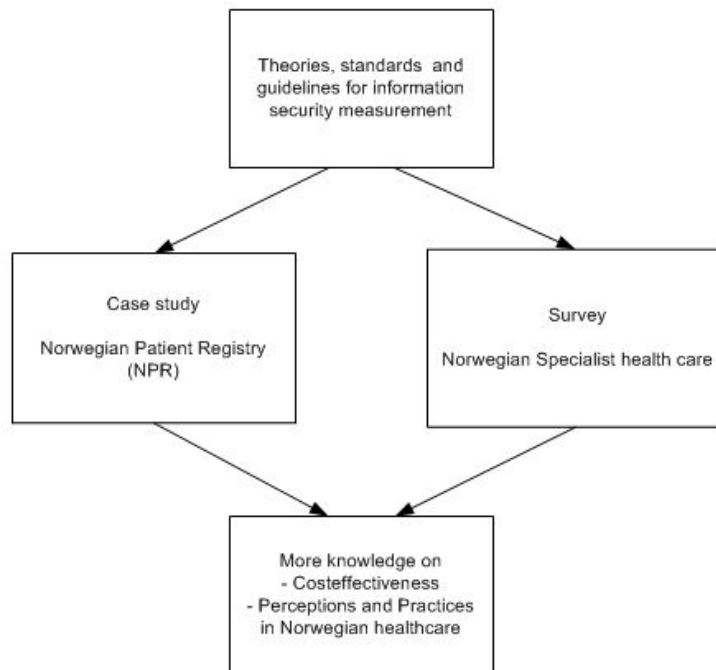 Theories, standards and
guidelines for information
security measurement
Case study
Norwegian Patient Registry
(NPR)
Survey
Norwegian Specialist health care
More knowledge on
- Costeffectiveness
- Perceptions and Practices
in Norwegian healthcare